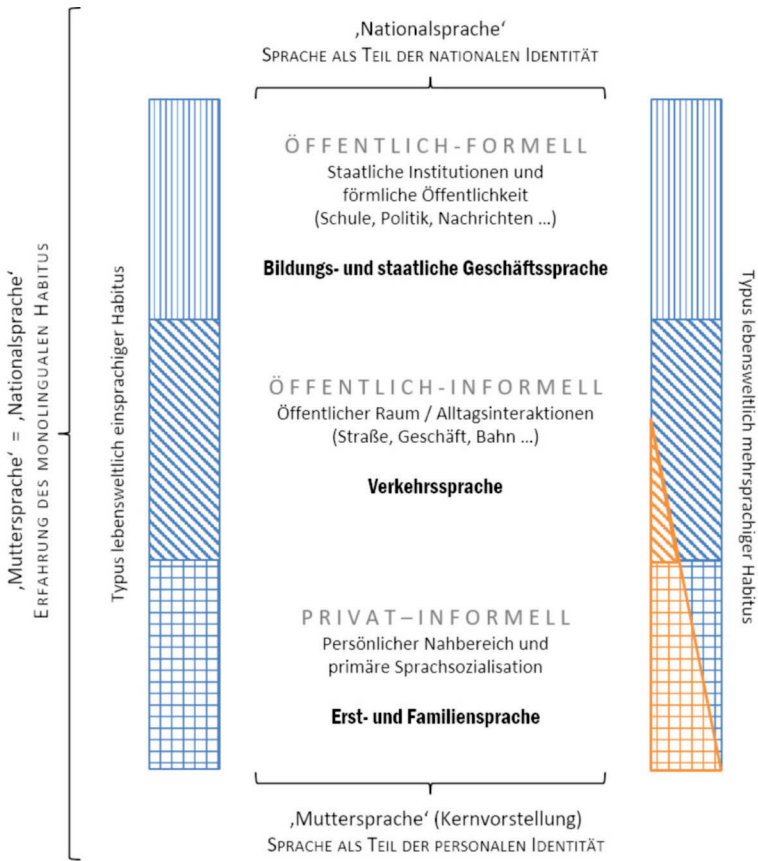 ‚Nationalsprache‘
SPRACHE ALS TEIL DER NATIONALEN IDENTITÄT
ÖFFENTLICH-FORMELL
Staatliche Institutionen und
förmliche Öffentlichkeit
(Schule, Politik, Nachrichten ...)
Bildungs- und staatliche Geschäftssprache
ÖFFENTLICH-INFORMELL
Öffentlicher Raum / Alltagsinteraktionen
(Straße, Geschäft, Bahn ...)
Verkehrssprache
PRIVAT–INFORMELL
Persönlicher Nahbereich und
primäre Sprachsozialisation
Erst- und Familiensprache
‚Muttersprache‘ (Kernvorstellung)
SPRACHE ALS TEIL DER PERSONALEN IDENTITÄT
‚Muttersprache‘ = ‚Nationalsprache‘
ERFAHRUNG DES MONOLINGUALEN HABITUS
Typus lebensweltlich einsprachiger Habitus
Typus lebensweltlich mehrsprachiger Habitus